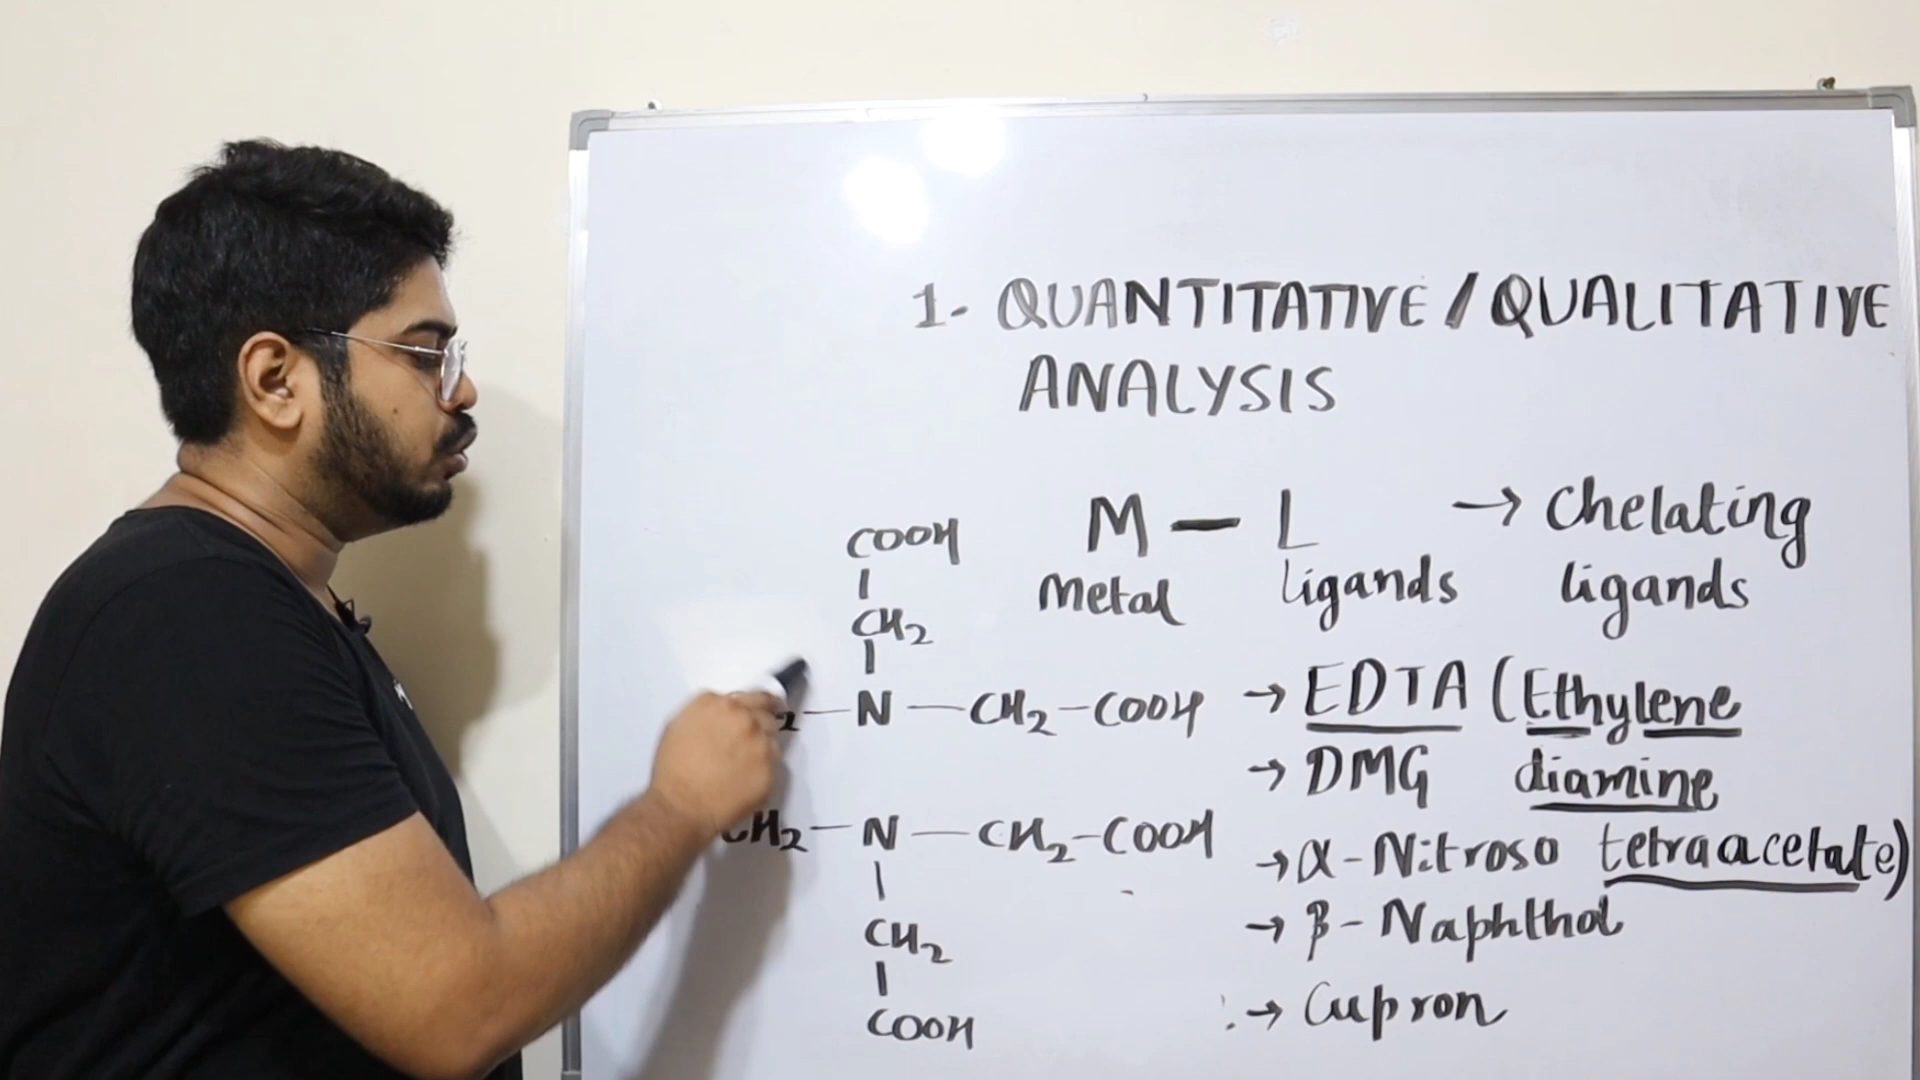 1. QUANTITATIVE / QUALITATIVE
ANALYSIS
M — L → Chelating
Metal Ligands ligands
COOH
|
CH2
|
— N — CH2 – COOH
CH2 — N — CH2 – COOH
|
CH2
|
COOH
→ EDTA (Ethylene
diamine
tetraacetate)
→ DMG
→ α - Nitroso
→ β - Naphthol
→ Cupron